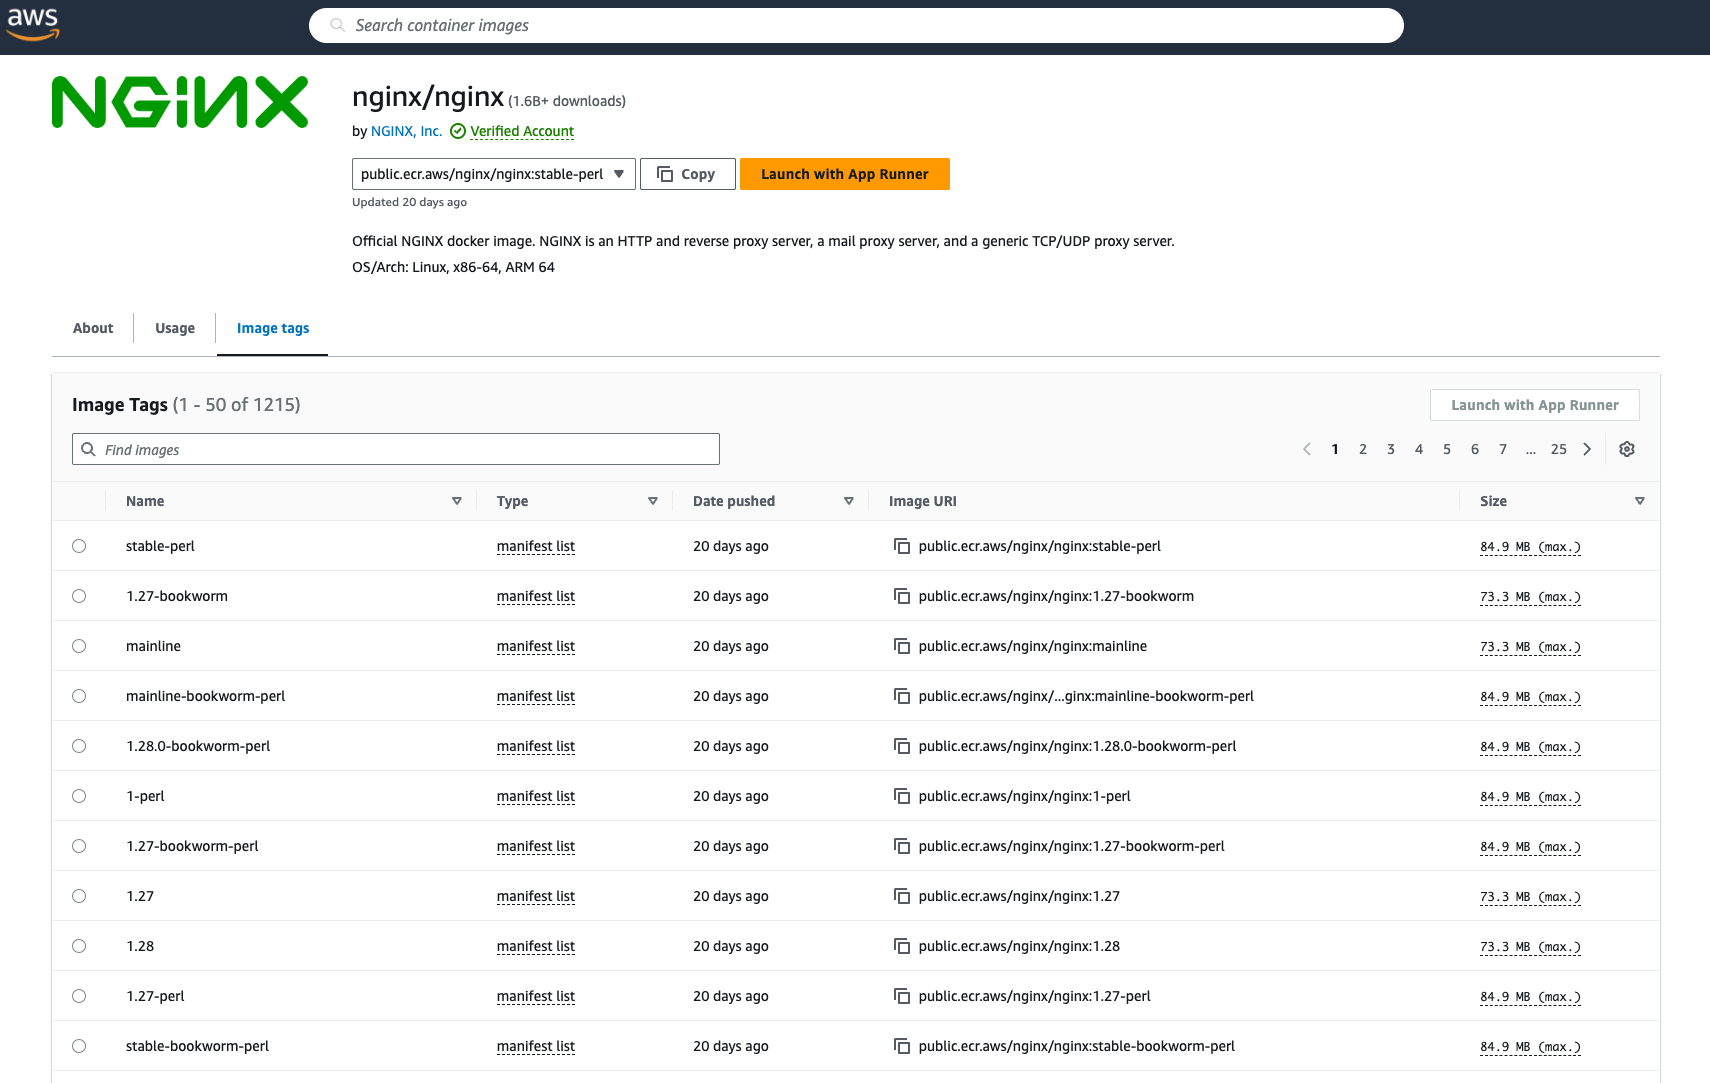 aws
Search container images
NGINX
nginx/nginx (1.6B+ downloads)
by NGINX, Inc. Verified Account
public.ecr.aws/nginx/nginx:stable-perl Copy Launch with App Runner
Updated 20 days ago
Official NGINX docker image. NGINX is an HTTP and reverse proxy server, a mail proxy server, and a generic TCP/UDP proxy server.
OS/Arch: Linux, x86-64, ARM 64
About Usage Image tags
Image Tags (1 - 50 of 1215) Launch with App Runner
Find images 1 2 3 4 5 6 7 ... 25
Name Type Date pushed Image URI Size
stable-perl manifest list 20 days ago public.ecr.aws/nginx/nginx:stable-perl 84.9 MB (max.)
1.27-bookworm manifest list 20 days ago public.ecr.aws/nginx/nginx:1.27-bookworm 73.3 MB (max.)
mainline manifest list 20 days ago public.ecr.aws/nginx/nginx:mainline 73.3 MB (max.)
mainline-bookworm-perl manifest list 20 days ago public.ecr.aws/nginx/...ginx:mainline-bookworm-perl 84.9 MB (max.)
1.28.0-bookworm-perl manifest list 20 days ago public.ecr.aws/nginx/nginx:1.28.0-bookworm-perl 84.9 MB (max.)
1-perl manifest list 20 days ago public.ecr.aws/nginx/nginx:1-perl 84.9 MB (max.)
1.27-bookworm-perl manifest list 20 days ago public.ecr.aws/nginx/nginx:1.27-bookworm-perl 84.9 MB (max.)
1.27 manifest list 20 days ago public.ecr.aws/nginx/nginx:1.27 73.3 MB (max.)
1.28 manifest list 20 days ago public.ecr.aws/nginx/nginx:1.28 73.3 MB (max.)
1.27-perl manifest list 20 days ago public.ecr.aws/nginx/nginx:1.27-perl 84.9 MB (max.)
stable-bookworm-perl manifest list 20 days ago public.ecr.aws/nginx/nginx:stable-bookworm-perl 84.9 MB (max.)